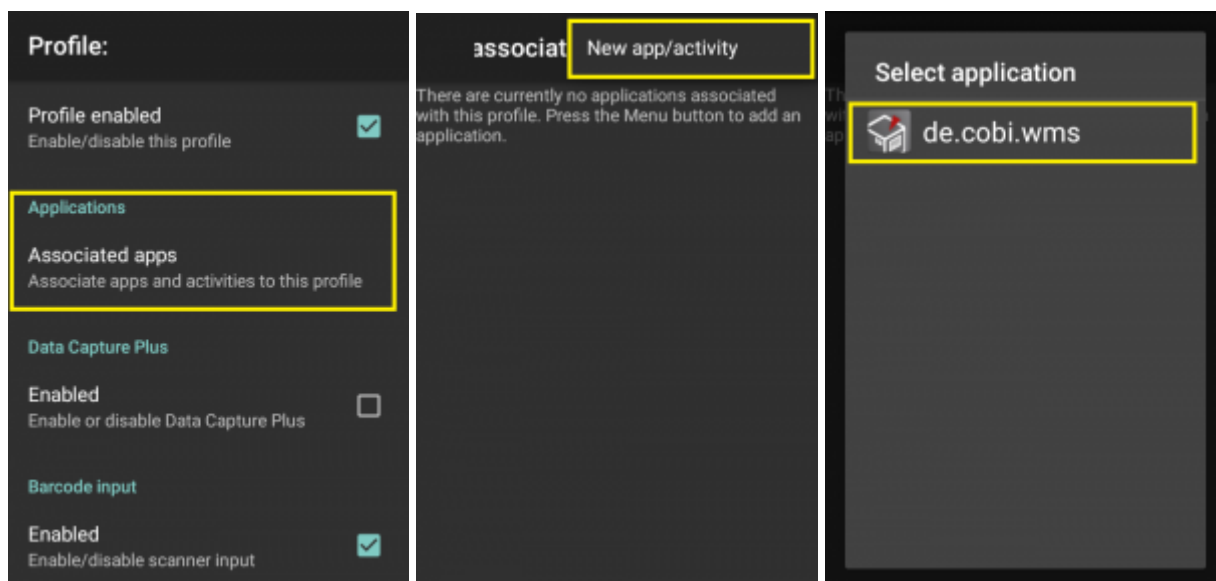 Profile:
Profile enabled
Enable/disable this profile
Applications
Associated apps
Associate apps and activities to this profile
Data Capture Plus
Enabled
Enable or disable Data Capture Plus
Barcode input
Enabled
Enable/disable scanner input
associat New app/activity
There are currently no applications associated
with this profile. Press the Menu button to add an
application.
Select application
de.cobi.wms